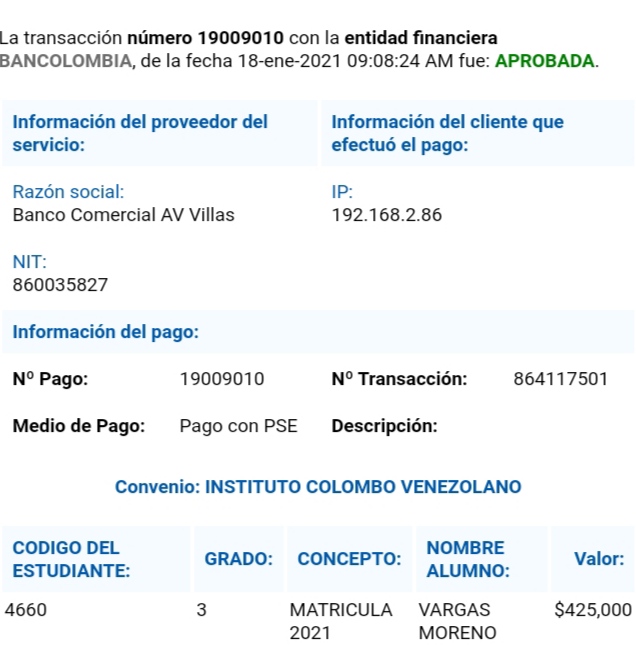 La transacción número 19009010 con la entidad financiera
BANCOLOMBIA, de la fecha 18-ene-2021 09:08:24 AM fue: APROBADA.
Información del proveedor del
servicio:
Información del cliente que
efectuó el pago:
Razón social:
Banco Comercial AV Villas
IP:
192.168.2.86
NIT:
860035827
Información del pago:
Nº Pago: 19009010 Nº Transacción: 864117501
Medio de Pago: Pago con PSE Descripción:
Convenio: INSTITUTO COLOMBO VENEZOLANO
CODIGO DEL
ESTUDIANTE:
GRADO:
CONCEPTO:
NOMBRE
ALUMNO:
Valor:
4660
3
MATRICULA
2021
VARGAS
MORENO
$425,000